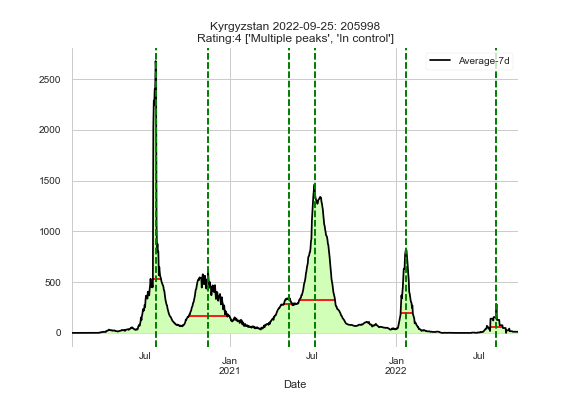 Kyrgyzstan 2022-09-25: 205998
Rating:4 ['Multiple peaks', 'In control']
Average-7d
2500
2000
1500
1000
500
0
Jul
Jan
2021
Jul
Jan
2022
Jul
Date